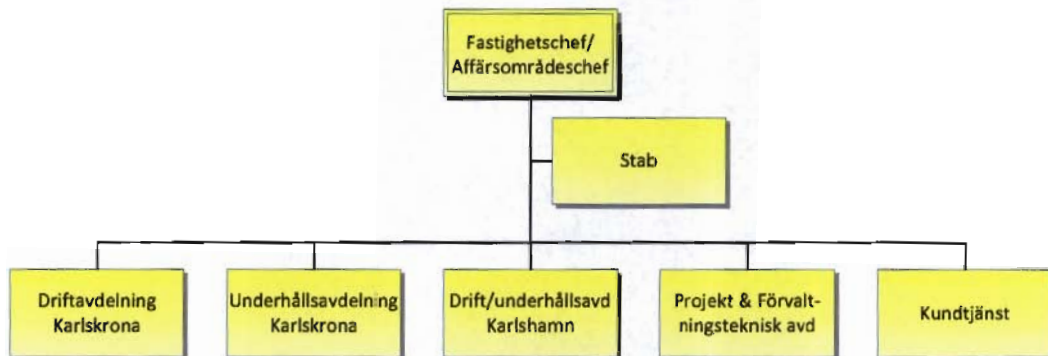 Fastighetschef/
Affärsområdeschef
Stab
Driftavdelning
Karlskrona
Underhållsavdelning
Karlskrona
Drift/underhållsavd
Karlshamn
Projekt & Förvalt-
ningsteknisk avd
Kundtjänst